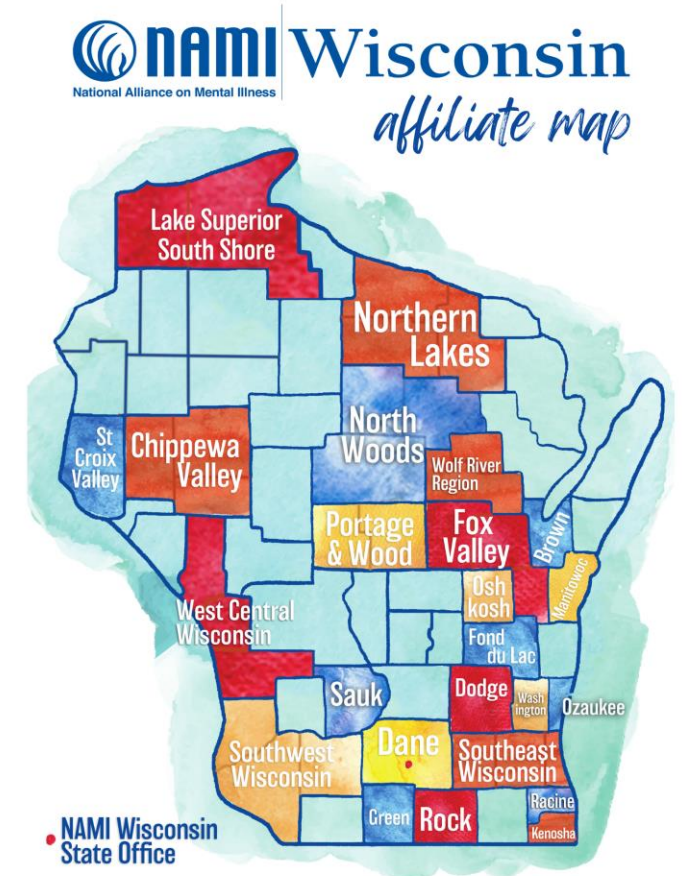 NAMI Wisconsin
National Alliance on Mental Illness
affiliate map
Lake Superior
South Shore
Northern
Lakes
North
Woods
St
Croix
Valley
Chippewa
Valley
Wolf River
Region
Portage
& Wood
Fox
Valley
Brown
Osh
kosh
Manitowoc
West Central
Wisconsin
Fond
du Lac
Sauk
Dodge
Wash
ington
Ozaukee
Southwest
Wisconsin
Dane
Southeast
Wisconsin
Green
Rock
Racine
Kenosha
NAMI Wisconsin
State Office